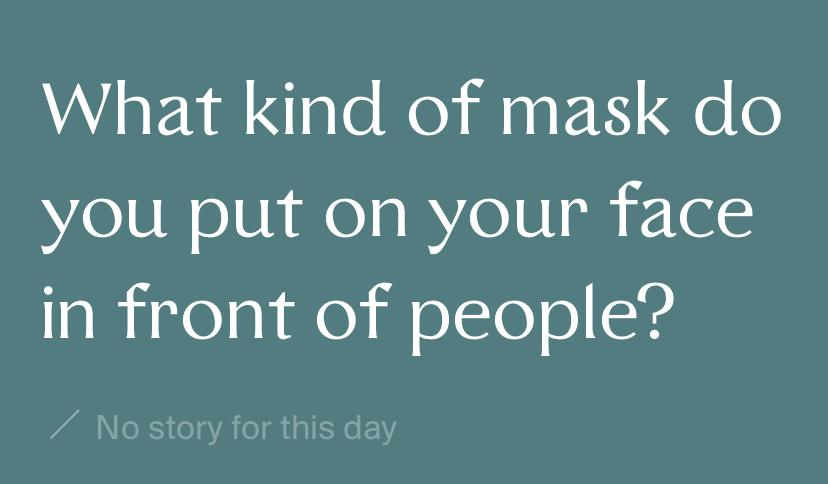 What kind of mask do
you put on your face
in front of people?
No story for this day